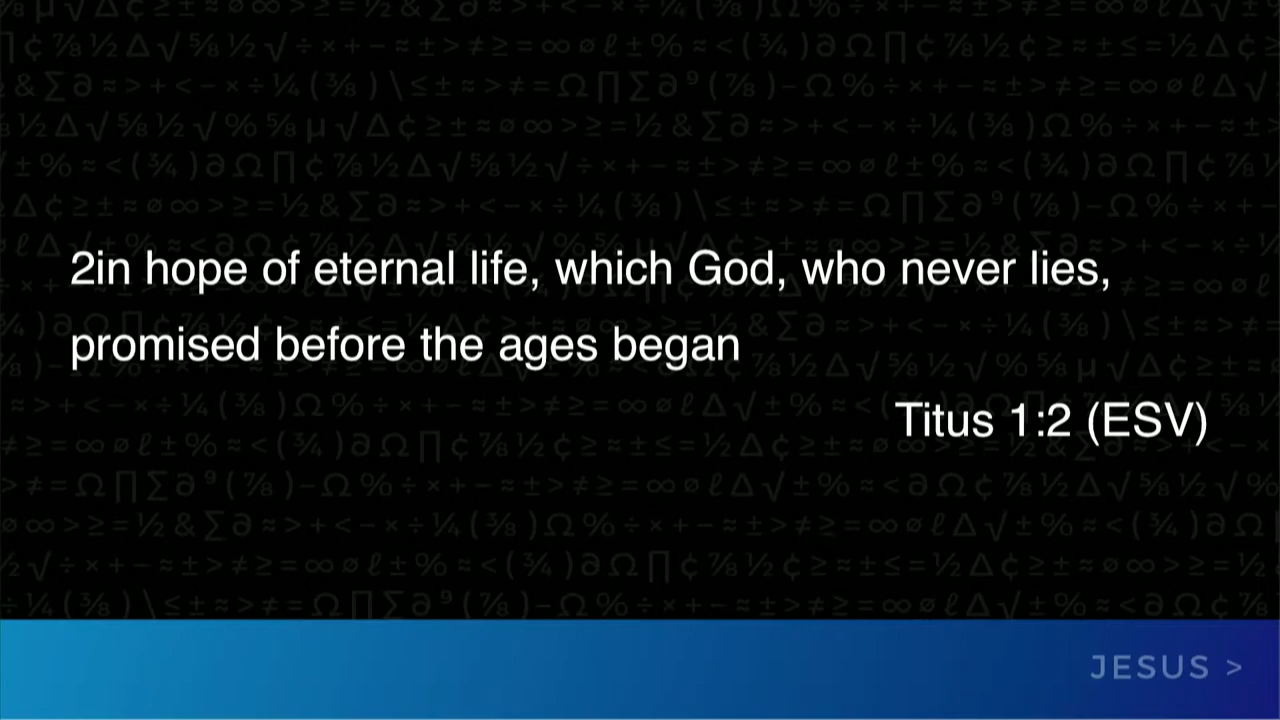 2in hope of eternal life, which God, who never lies,
promised before the ages began
Titus 1:2 (ESV)
JESUS >